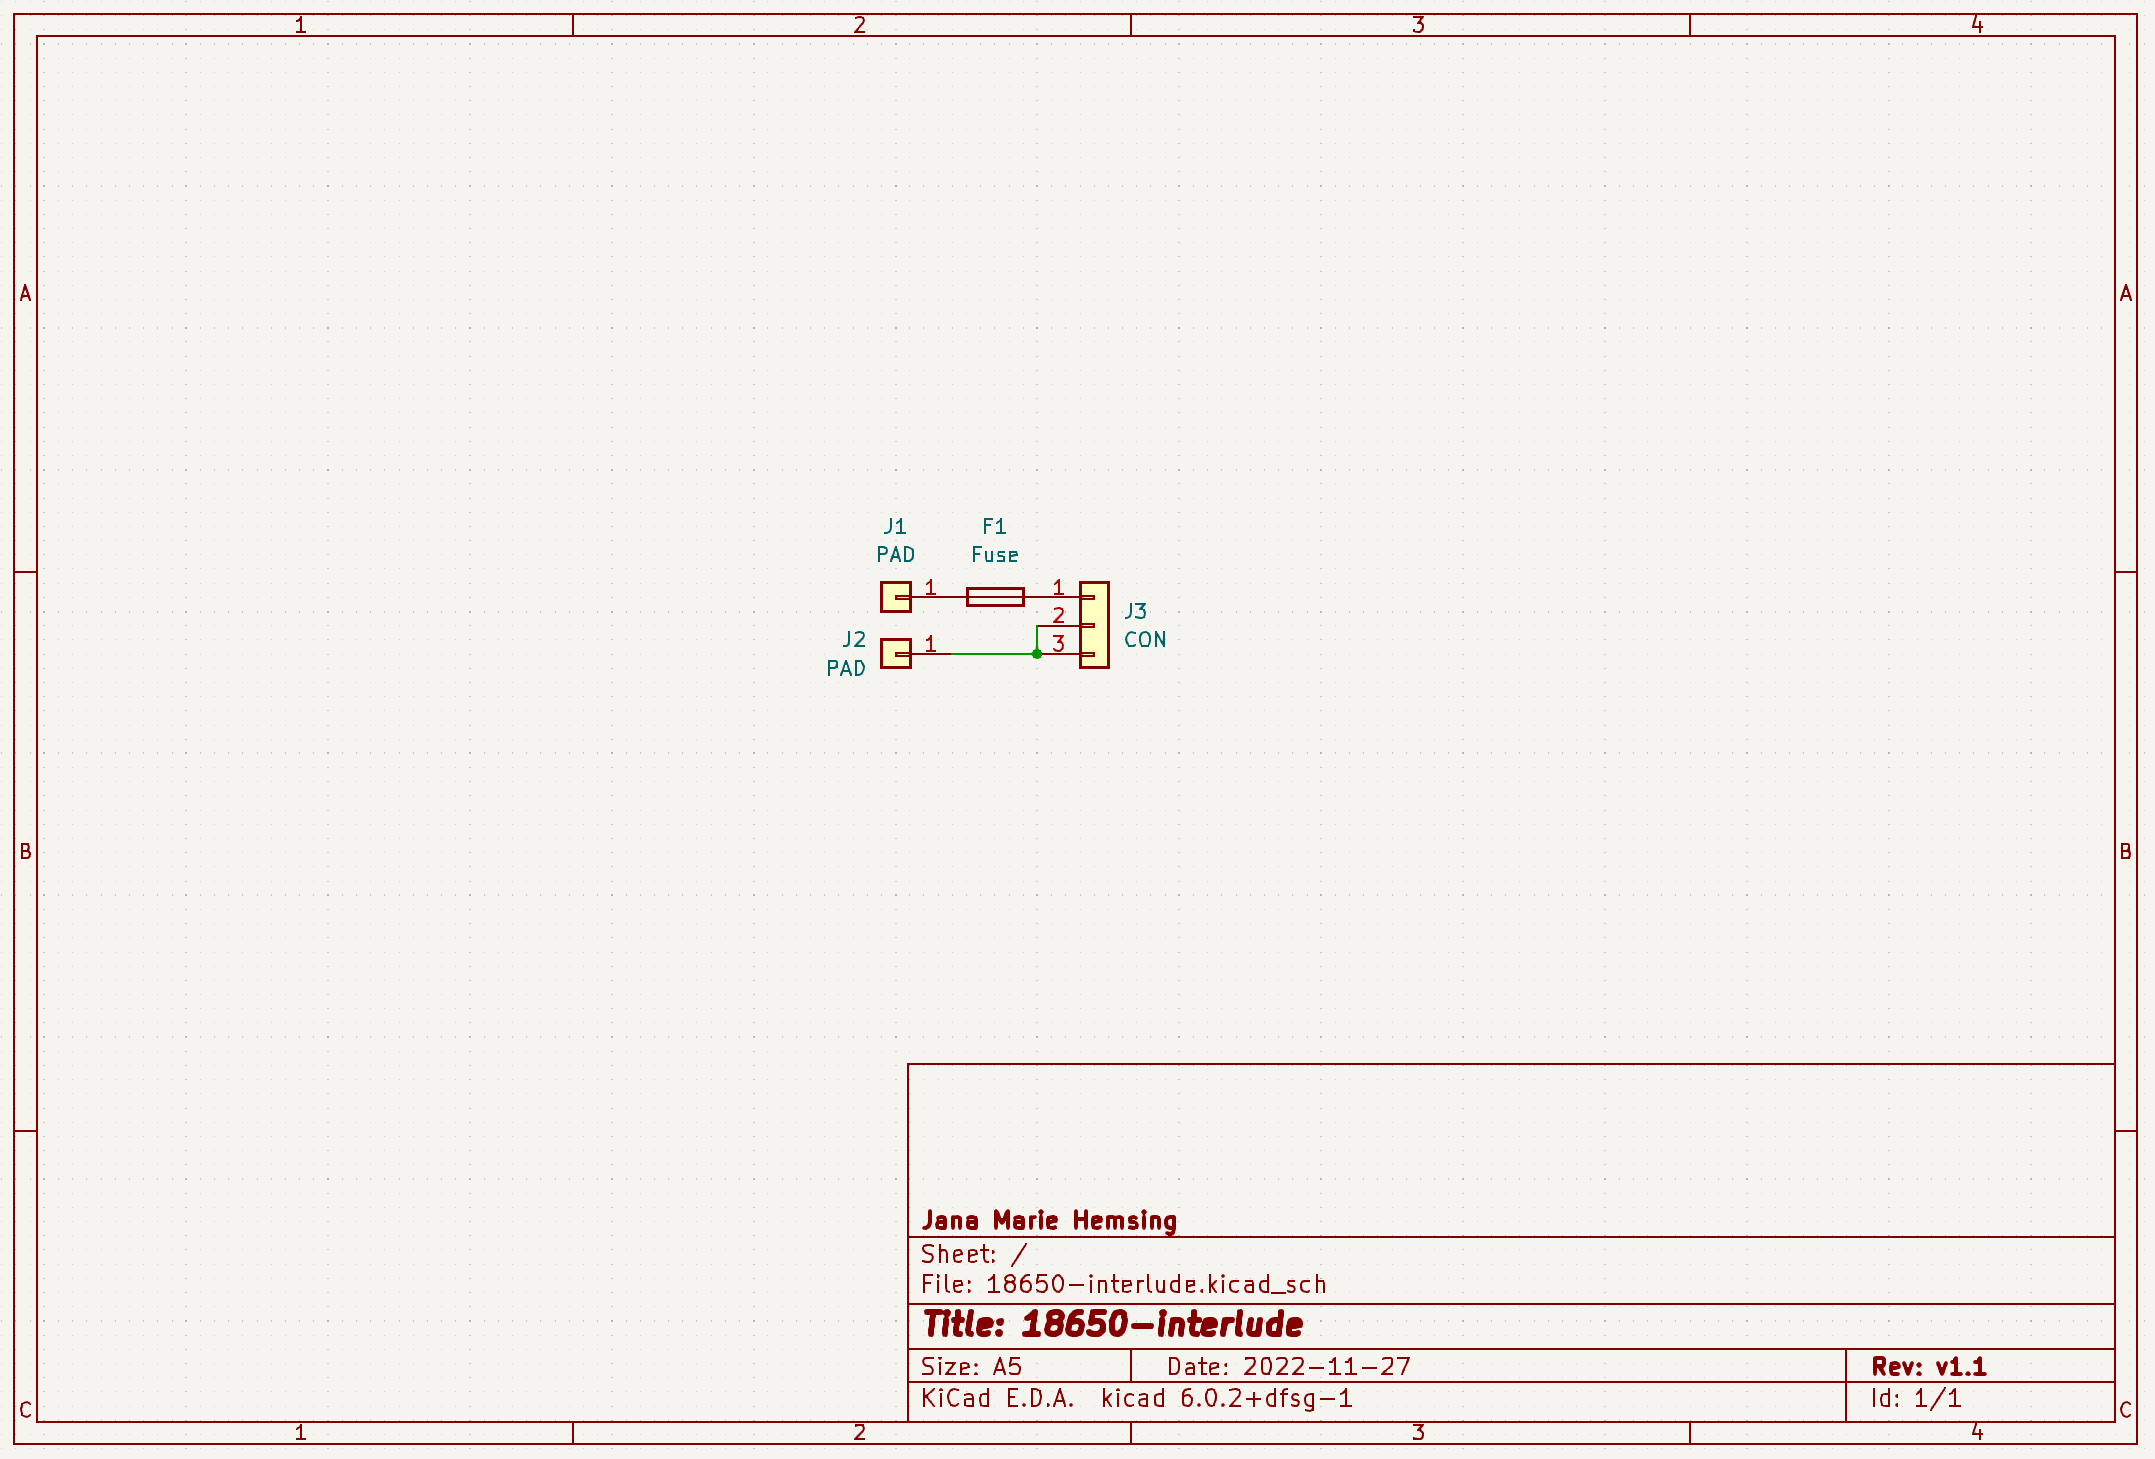 1 2 3 4
A A
J1 F1
PAD Fuse
1 1
2 J3
J2 1 3 CON
PAD
B B
Jana Marie Hemsing
Sheet: /
File: 18650-interlude.kicad_sch
Title: 18650-interlude
Size: A5 Date: 2022-11-27 Rev: v1.1
KiCad E.D.A. kicad 6.0.2+dfsg-1 Id: 1/1
C C
1 2 3 4